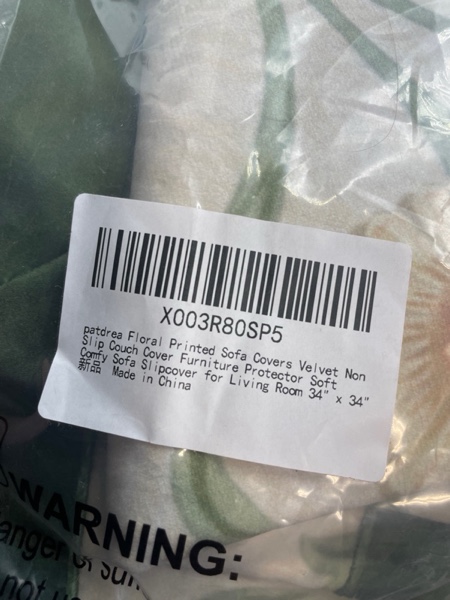 X003R80SP5
patdrea Floral Printed Sofa Covers Velvet Non
Slip Couch Cover Furniture Protector Soft
Comfy Sofa Slipcover for Living Room 34" x 34"
新品 Made in China
WARNING:
not